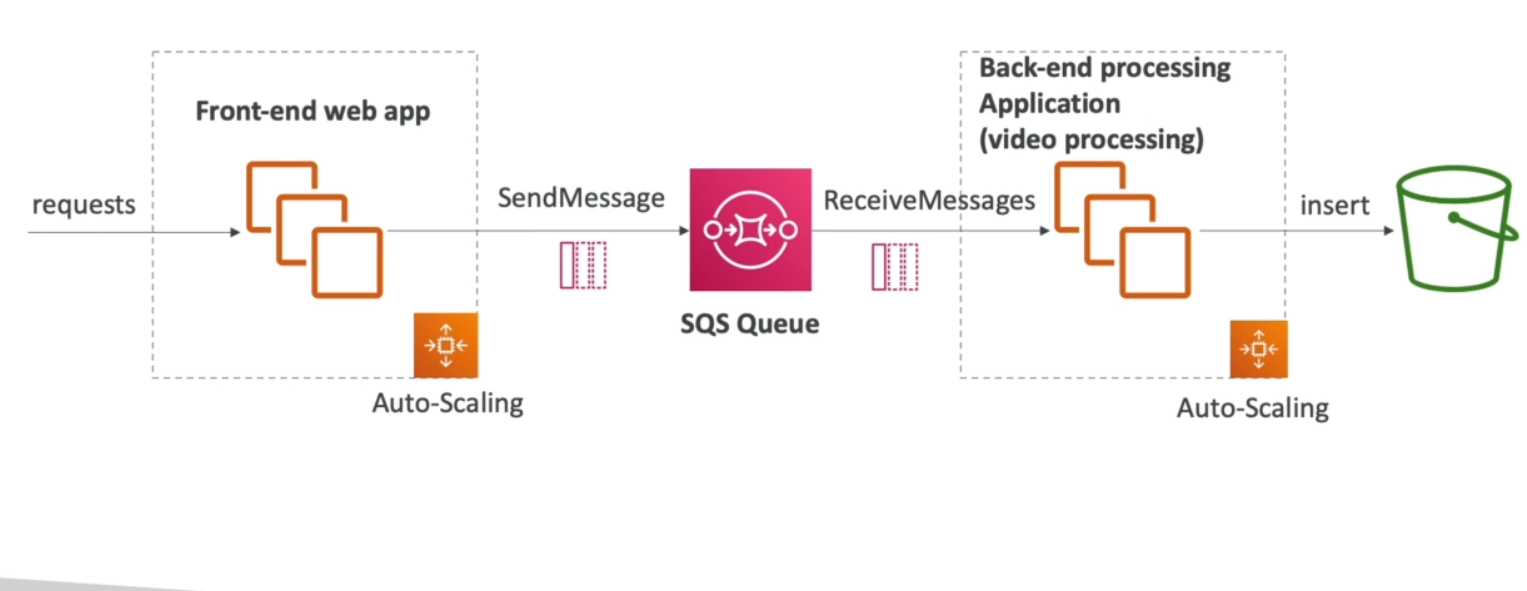 Front-end web app
requests
SendMessage
SQS Queue
ReceiveMessages
Back-end processing
Application
(video processing)
insert
Auto-Scaling
Auto-Scaling